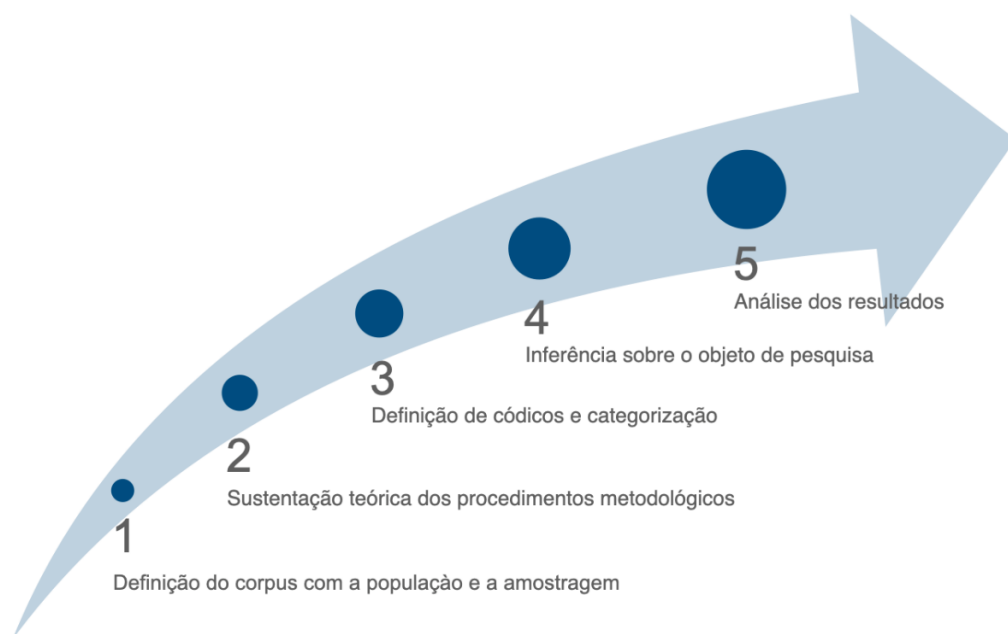 1
Definição do corpus com a populaçào e a amostragem
2
Sustentação teórica dos procedimentos metodológicos
3
Definição de códicos e categorização
4
Inferência sobre o objeto de pesquisa
5
Análise dos resultados